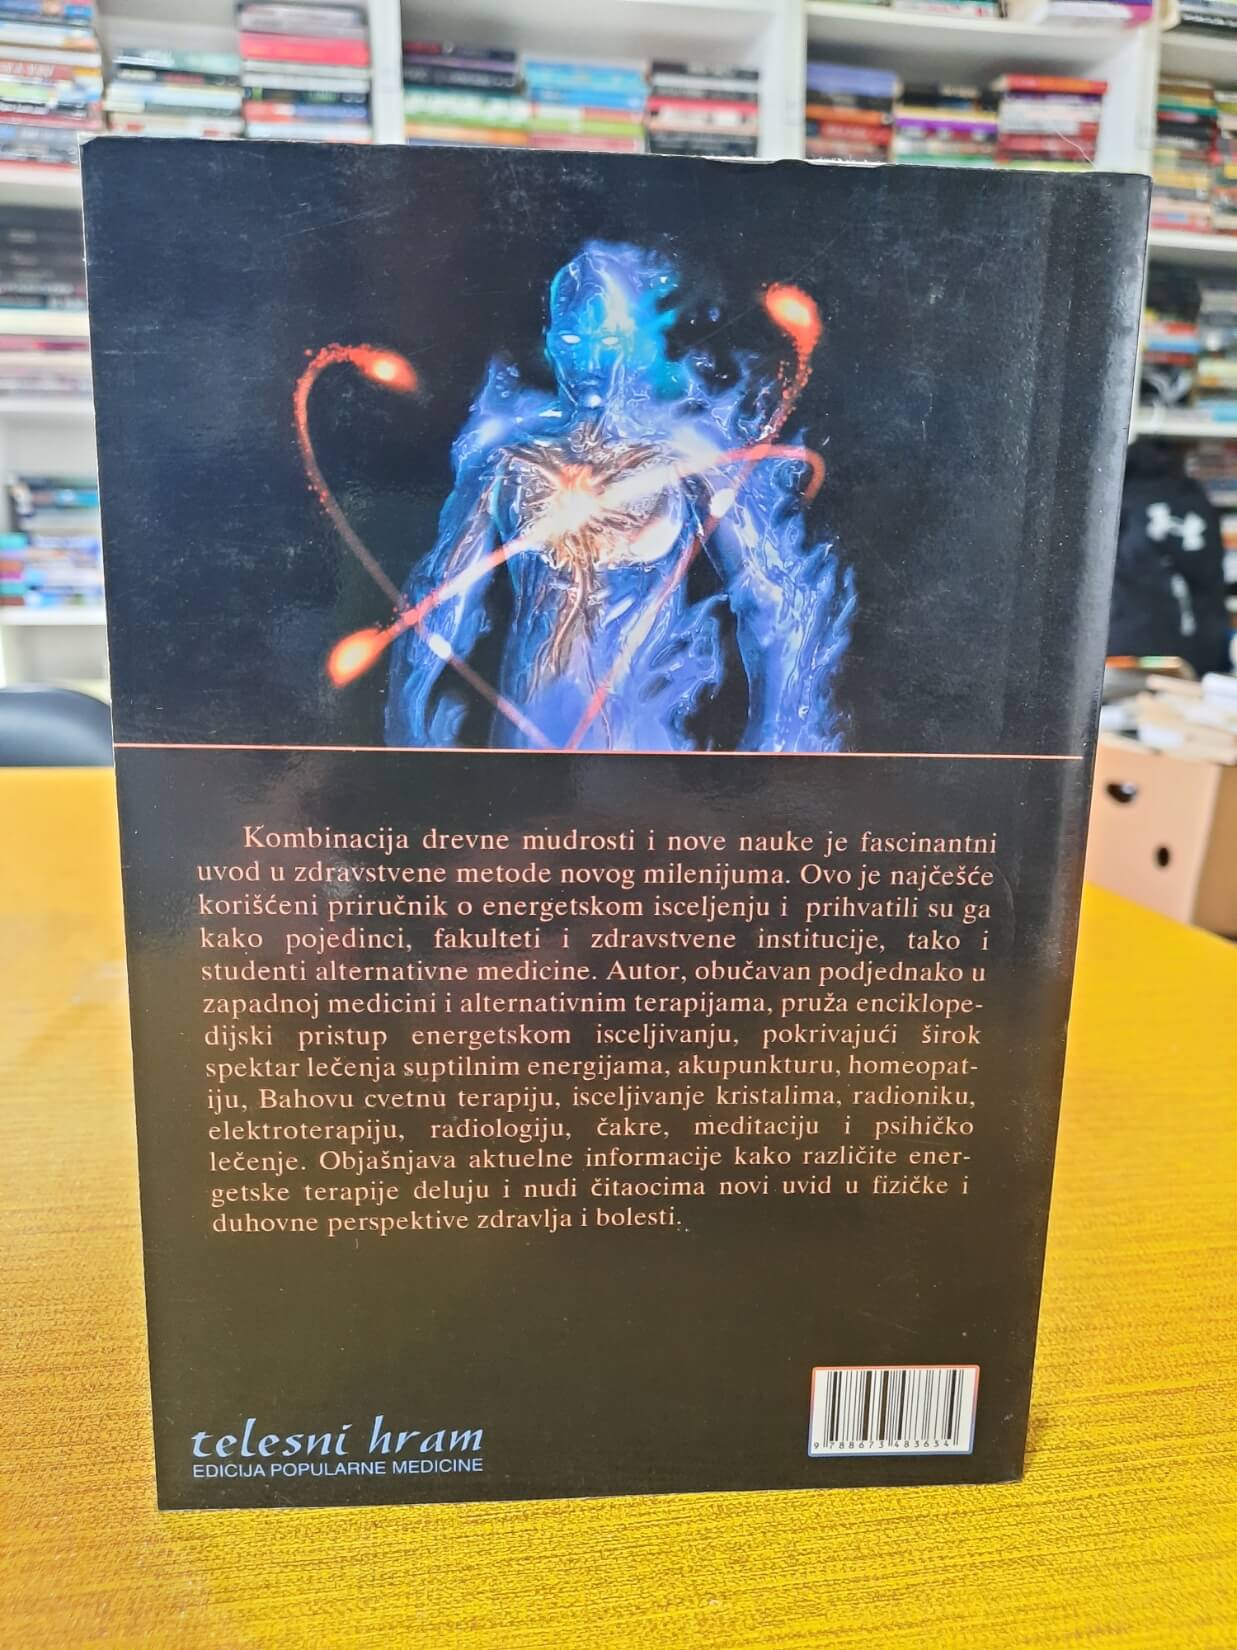 Kombinacija drevne mudrosti i nove nauke je fascinantni
uvod u zdravstvene metode novog milenijuma. Ovo je najčešće
korišćeni priručnik o energetskom isceljenju i prihvatili su ga
kako pojedinci, fakulteti i zdravstvene institucije, tako i
studenti alternativne medicine. Autor, obučavan podjednako u
zapadnoj medicini i alternativnim terapijama, pruža enciklope-
dijski pristup energetskom isceljivanju, pokrivajući širok
spektar lečenja suptilnim energijama, akupunkturu, homeopat-
iju, Bahovu cvetnu terapiju, isceljivanje kristalima, radioniku,
elektroterapiju, radiologiju, čakre, meditaciju i psihičko
lečenje. Objašnjava aktuelne informacije kako različite ener-
getske terapije deluju i nudi čitaocima novi uvid u fizičke i
duhovne perspektive zdravlja i bolesti.
telesni hram
EDICIJA POPULARNE MEDICINE
9 788673 483634